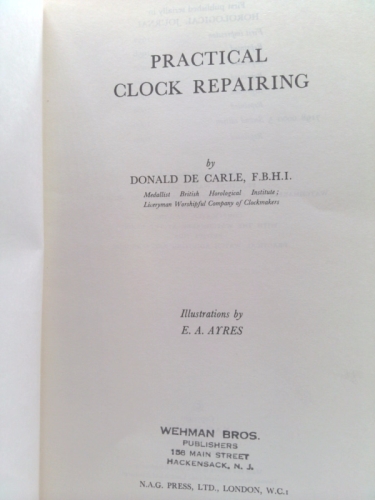 PRACTICAL
CLOCK REPAIRING
by
DONALD DE CARLE, F.B.H.I.
Medallist British Horological Institute;
Liveryman Worshipful Company of Clockmakers
Illustrations by
E. A. AYRES
WEHMAN BROS.
PUBLISHERS
156 MAIN STREET
HACKENSACK, N. J.
N.A.G. PRESS, LTD., LONDON, W.C.1